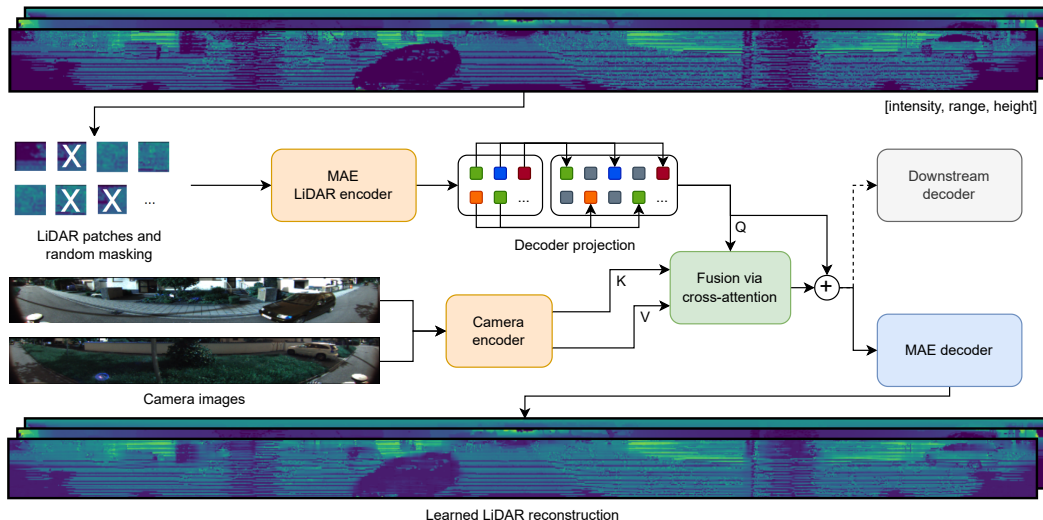 [intensity, range, height]
X
X
X
...
LiDAR patches and
random masking
MAE
LiDAR encoder
...
...
Decoder projection
Q
Downstream
decoder
Fusion via
cross-attention
+
K
V
Camera
encoder
MAE decoder
Camera images
Learned LiDAR reconstruction